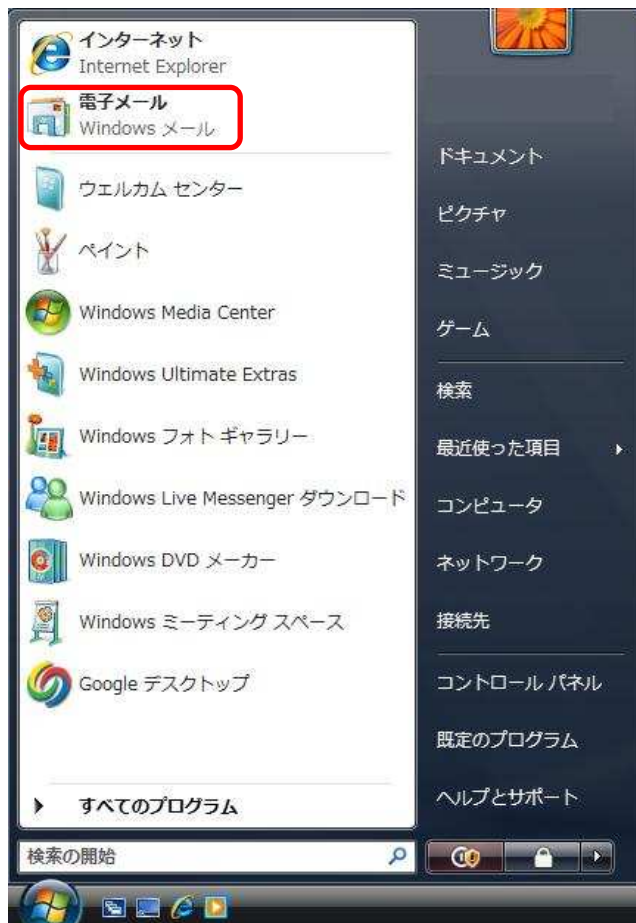 インターネット
Internet Explorer
電子メール
Windows メール
ウェルカム センター
ペイント
Windows Media Center
Windows Ultimate Extras
Windows フォト ギャラリー
Windows Live Messenger ダウンロード
Windows DVD メーカー
Windows ミーティング スペース
Google デスクトップ
すべてのプログラム
検索の開始
ドキュメント
ピクチャ
ミュージック
ゲーム
検索
最近使った項目
コンピュータ
ネットワーク
接続先
コントロール パネル
既定のプログラム
ヘルプとサポート